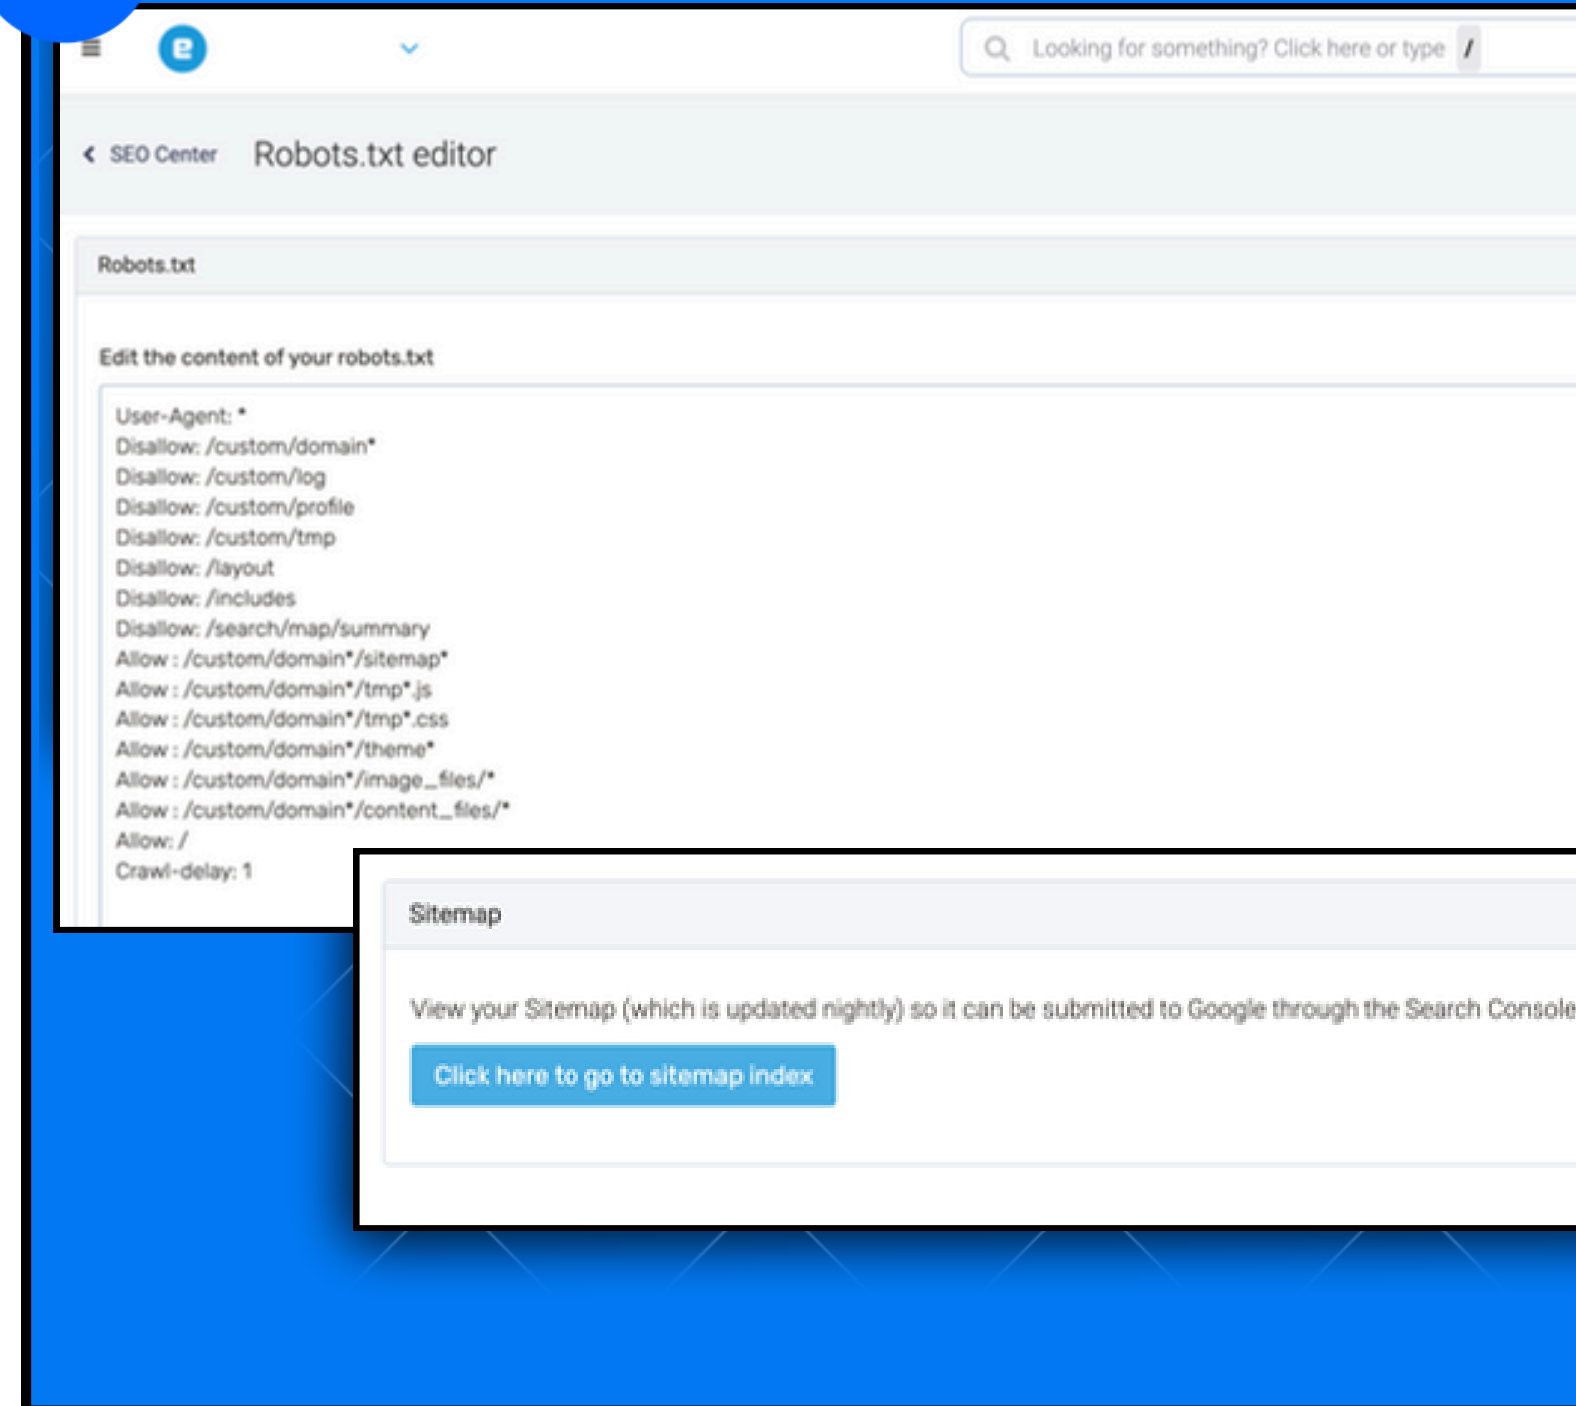 Looking for something? Click here or type /
SEO Center Robots.txt editor
Robots.txt
Edit the content of your robots.txt
User-Agent: *
Disallow: /custom/domain*
Disallow: /custom/log
Disallow: /custom/profile
Disallow: /custom/tmp
Disallow: /layout
Disallow: /includes
Disallow: /search/map/summary
Allow : /custom/domain*/sitemap*
Allow : /custom/domain*/tmp*.js
Allow : /custom/domain*/tmp*.css
Allow : /custom/domain*/theme*
Allow : /custom/domain*/image_files/*
Allow : /custom/domain*/content_files/*
Allow: /
Crawl-delay: 1
Sitemap
View your Sitemap (which is updated nightly) so it can be submitted to Google through the Search Console
Click here to go to sitemap index